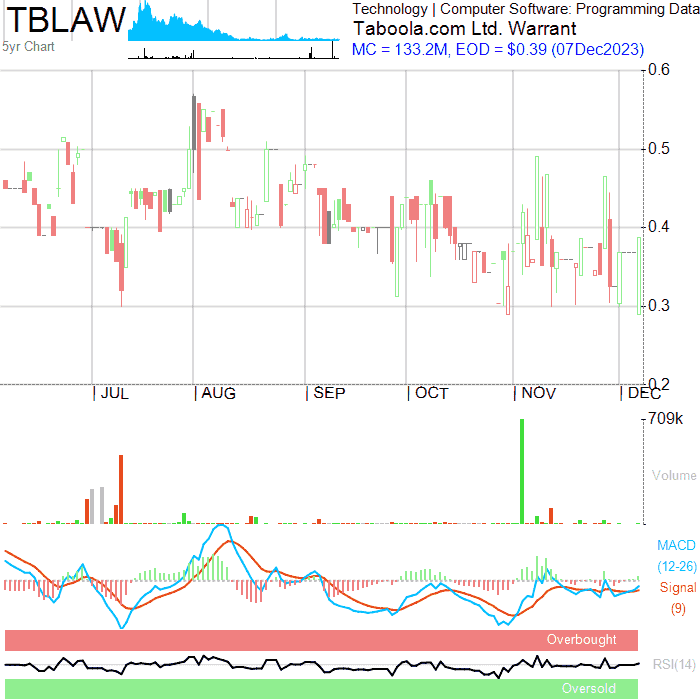 TBLAW
5yr Chart
Technology | Computer Software: Programming Data
Taboola.com Ltd. Warrant
MC = 133.2M, EOD = $0.39 (07Dec2023)
0.6
0.5
0.4
0.3
0.2
JUL
AUG
SEP
OCT
NOV
DEC
709k
Volume
MACD
(12-26)
Signal
(9)
Overbought
RSI(14)
Oversold